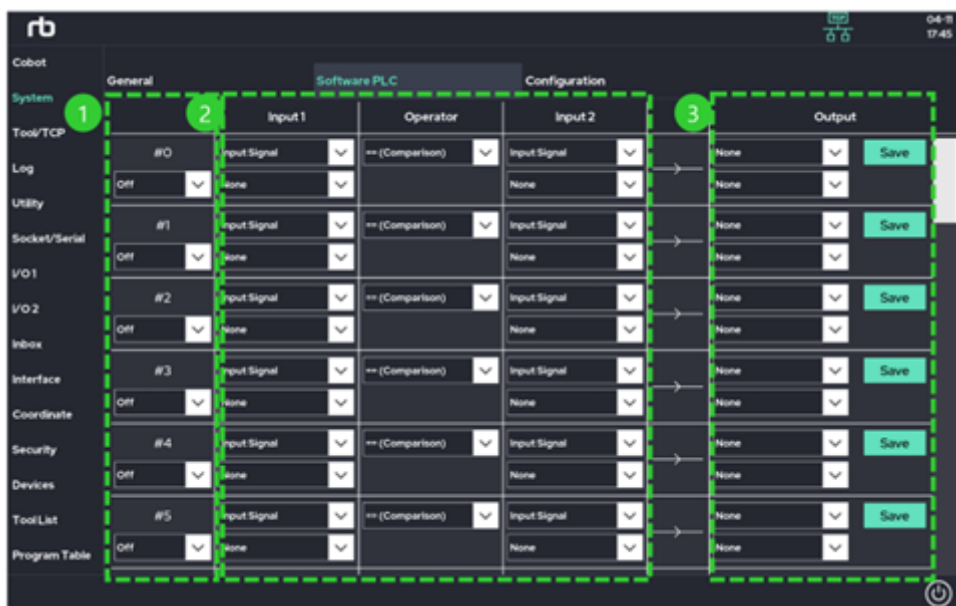 rb
TCP
04-11
17:45
Cobot
System
Tool/TCP
Log
Utility
Socket/Serial
I/O 1
I/O 2
Inbox
Interface
Coordinate
Security
Devices
Tool List
Program Table
General Software PLC Configuration
1 2 3
Input 1 Operator Input 2 Output
#0 Input Signal == (Comparison) Input Signal None Save
Off None None None
#1 Input Signal == (Comparison) Input Signal None Save
Off None None None
#2 Input Signal == (Comparison) Input Signal None Save
Off None None None
#3 Input Signal == (Comparison) Input Signal None Save
Off None None None
#4 Input Signal == (Comparison) Input Signal None Save
Off None None None
#5 Input Signal == (Comparison) Input Signal None Save
Off None None None